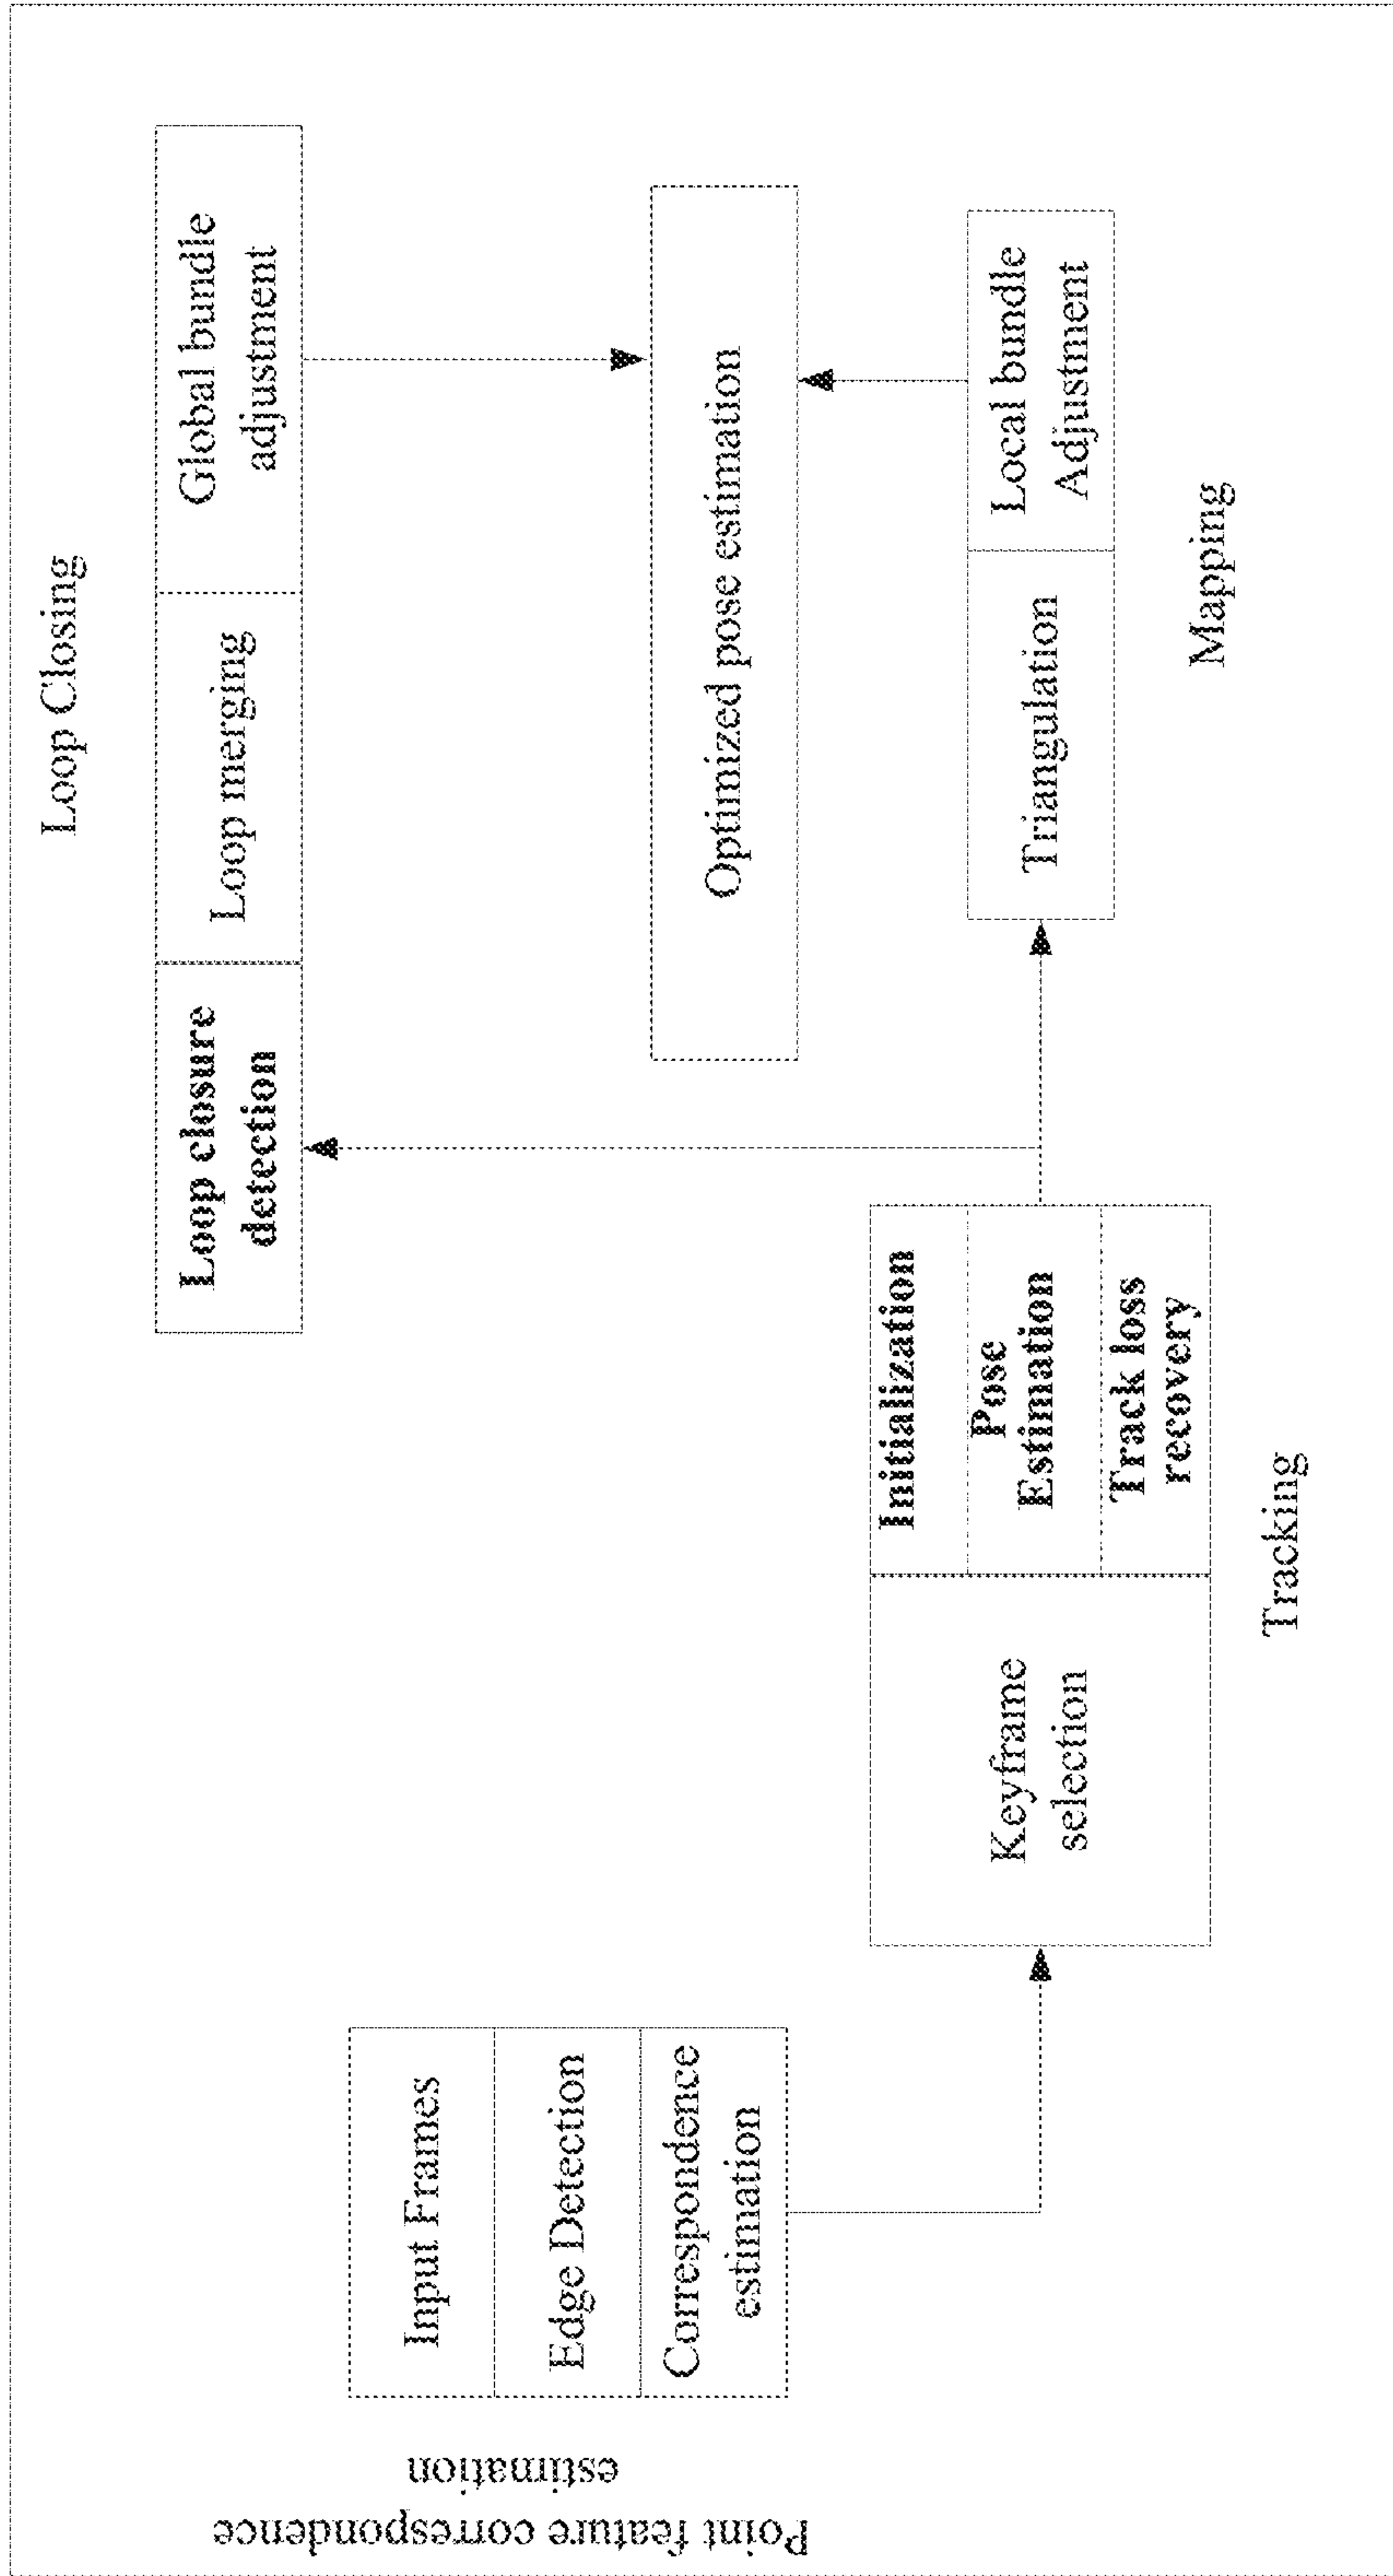 Loop Closing
Loop closure
detection
Loop merging
Global bundle
adjustment
Point feature correspondence
estimation
Input Frames
Edge Detection
Correspondence
estimation
Optimized pose estimation
Keyframe
selection
Initialization
Pose
Estimation
Track loss
recovery
Tracking
Triangulation
Local bundle
Adjustment
Mapping